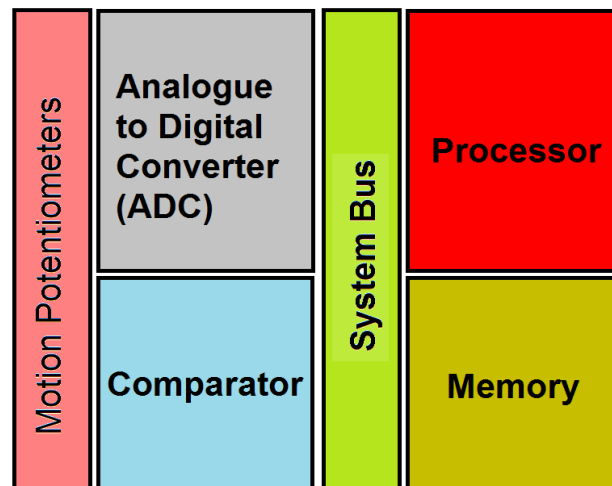 Motion Potentiometers
Analogue
to Digital
Converter
(ADC)
Comparator
System Bus
Processor
Memory